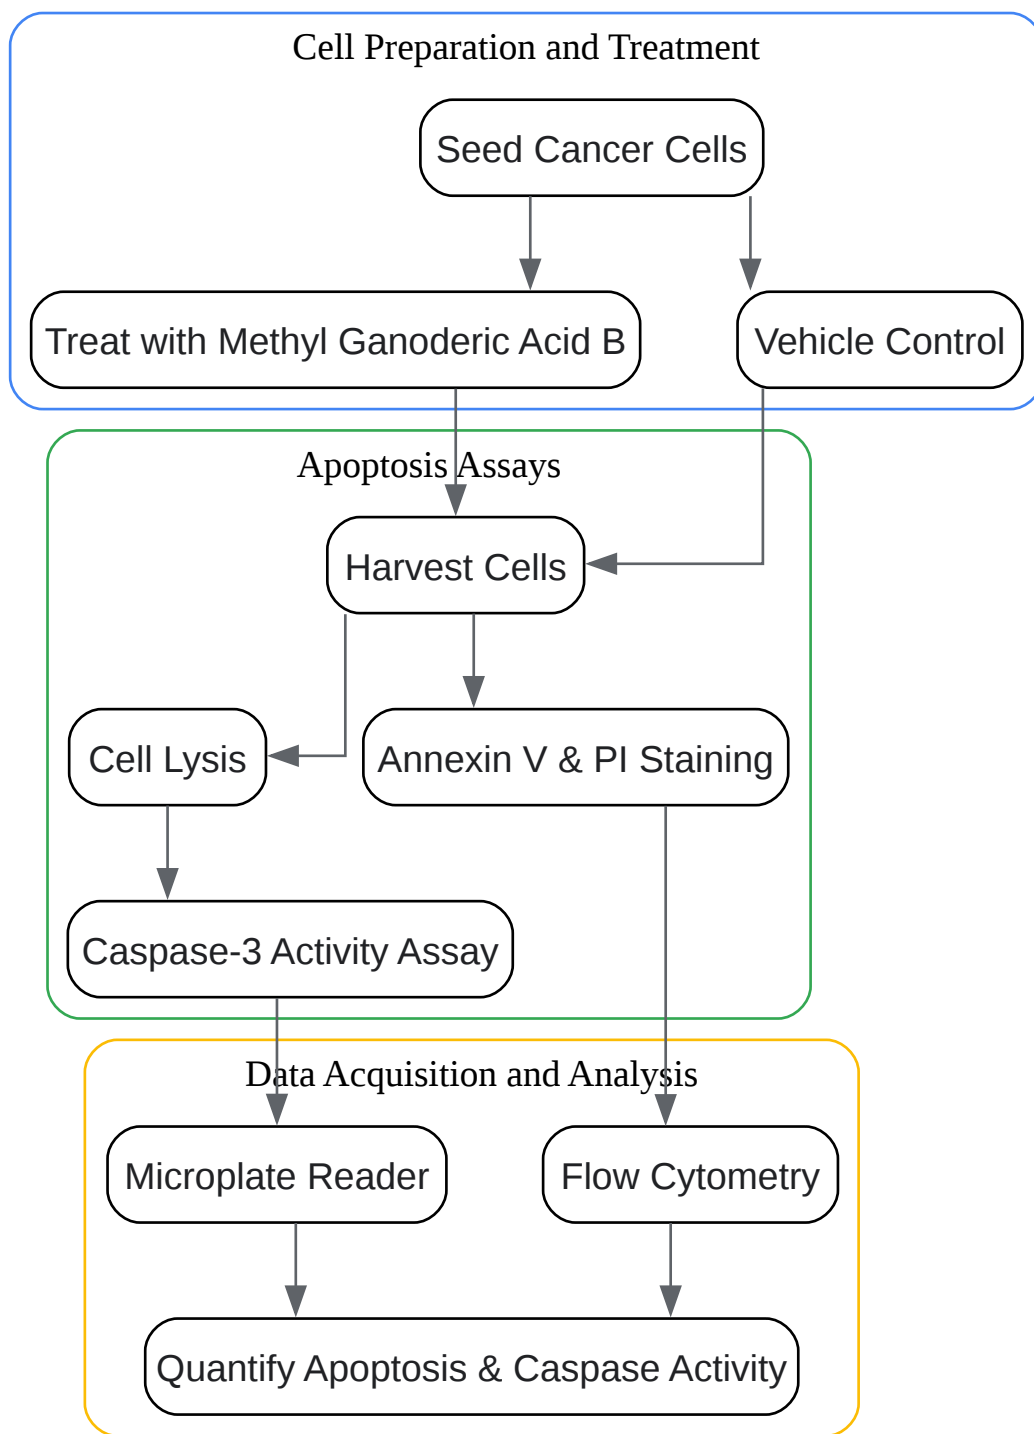 Cell Preparation and Treatment
Seed Cancer Cells
Treat with Methyl Ganoderic Acid B
Vehicle Control
Apoptosis Assays
Harvest Cells
Cell Lysis
Annexin V & PI Staining
Caspase-3 Activity Assay
Data Acquisition and Analysis
Microplate Reader
Flow Cytometry
Quantify Apoptosis & Caspase Activity